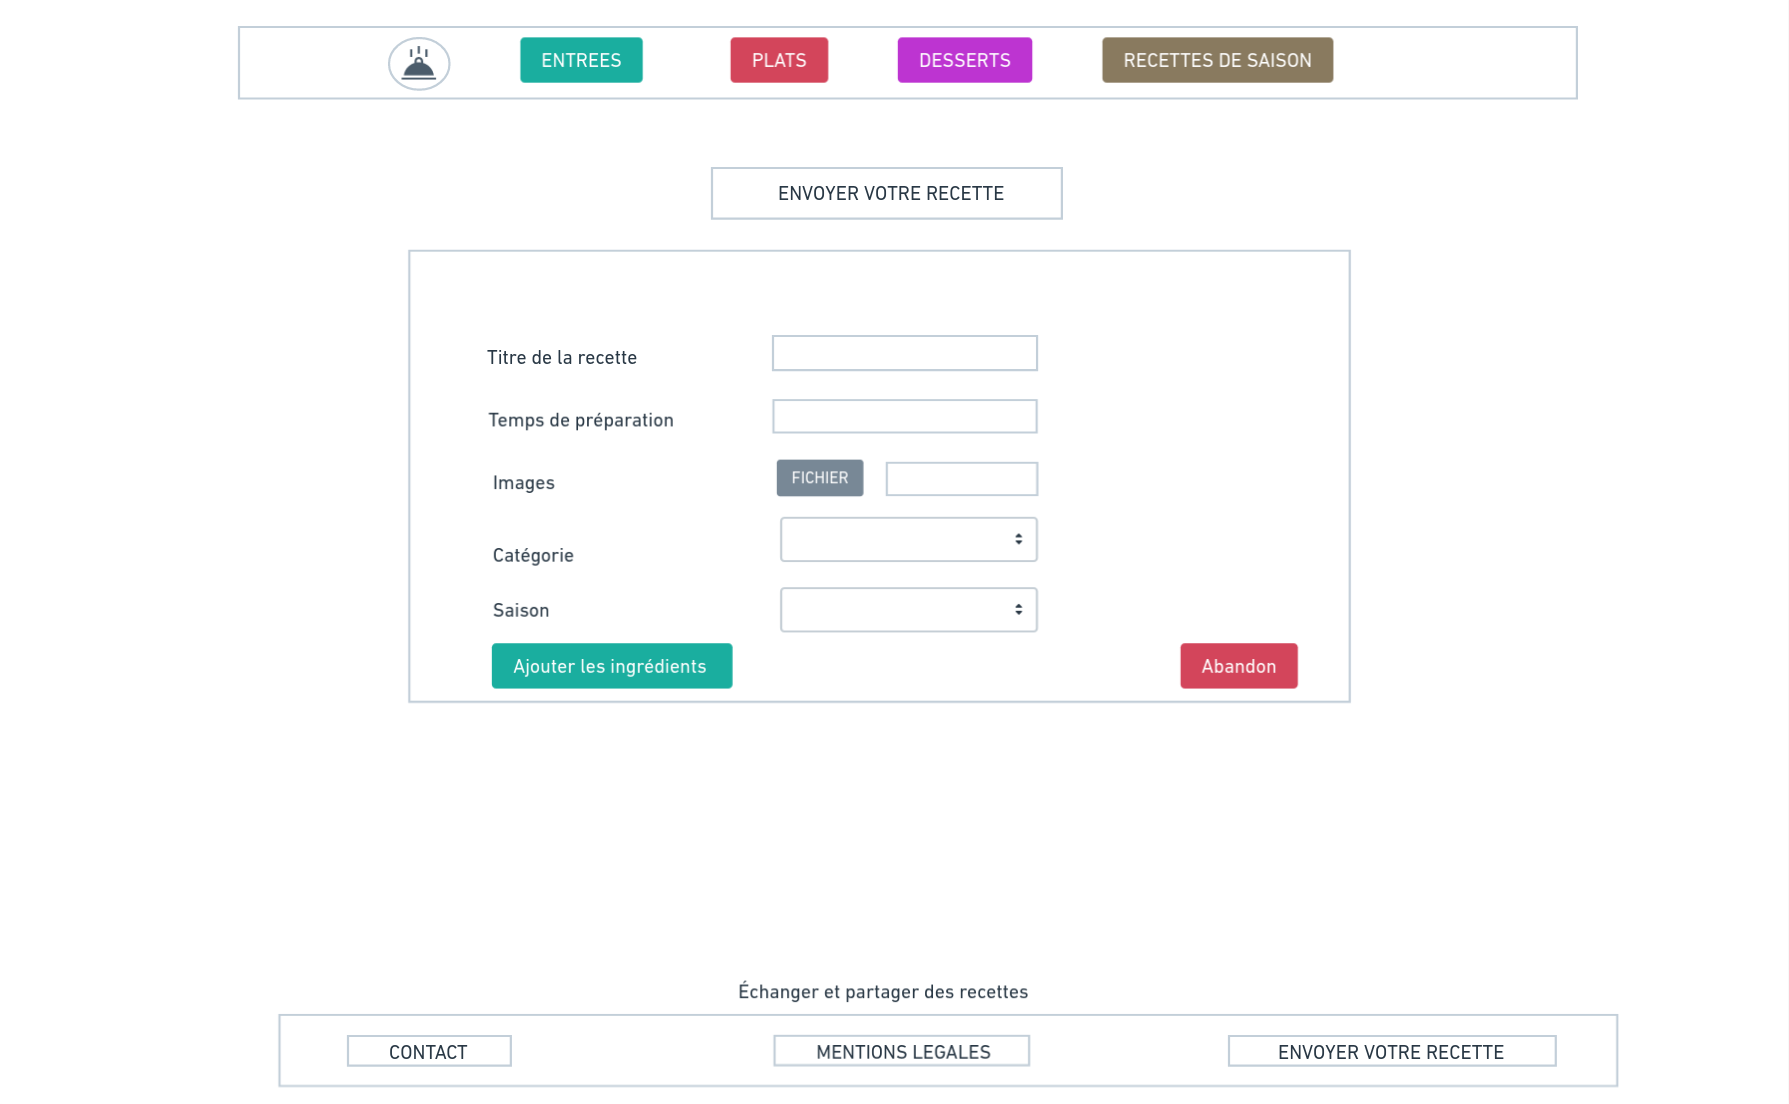 ENTREES
PLATS
DESSERTS
RECETTES DE SAISON
ENVOYER VOTRE RECETTE
Titre de la recette
Temps de préparation
Images
FICHIER
Catégorie
Saison
Ajouter les ingrédients
Abandon
Échanger et partager des recettes
CONTACT
MENTIONS LEGALES
ENVOYER VOTRE RECETTE